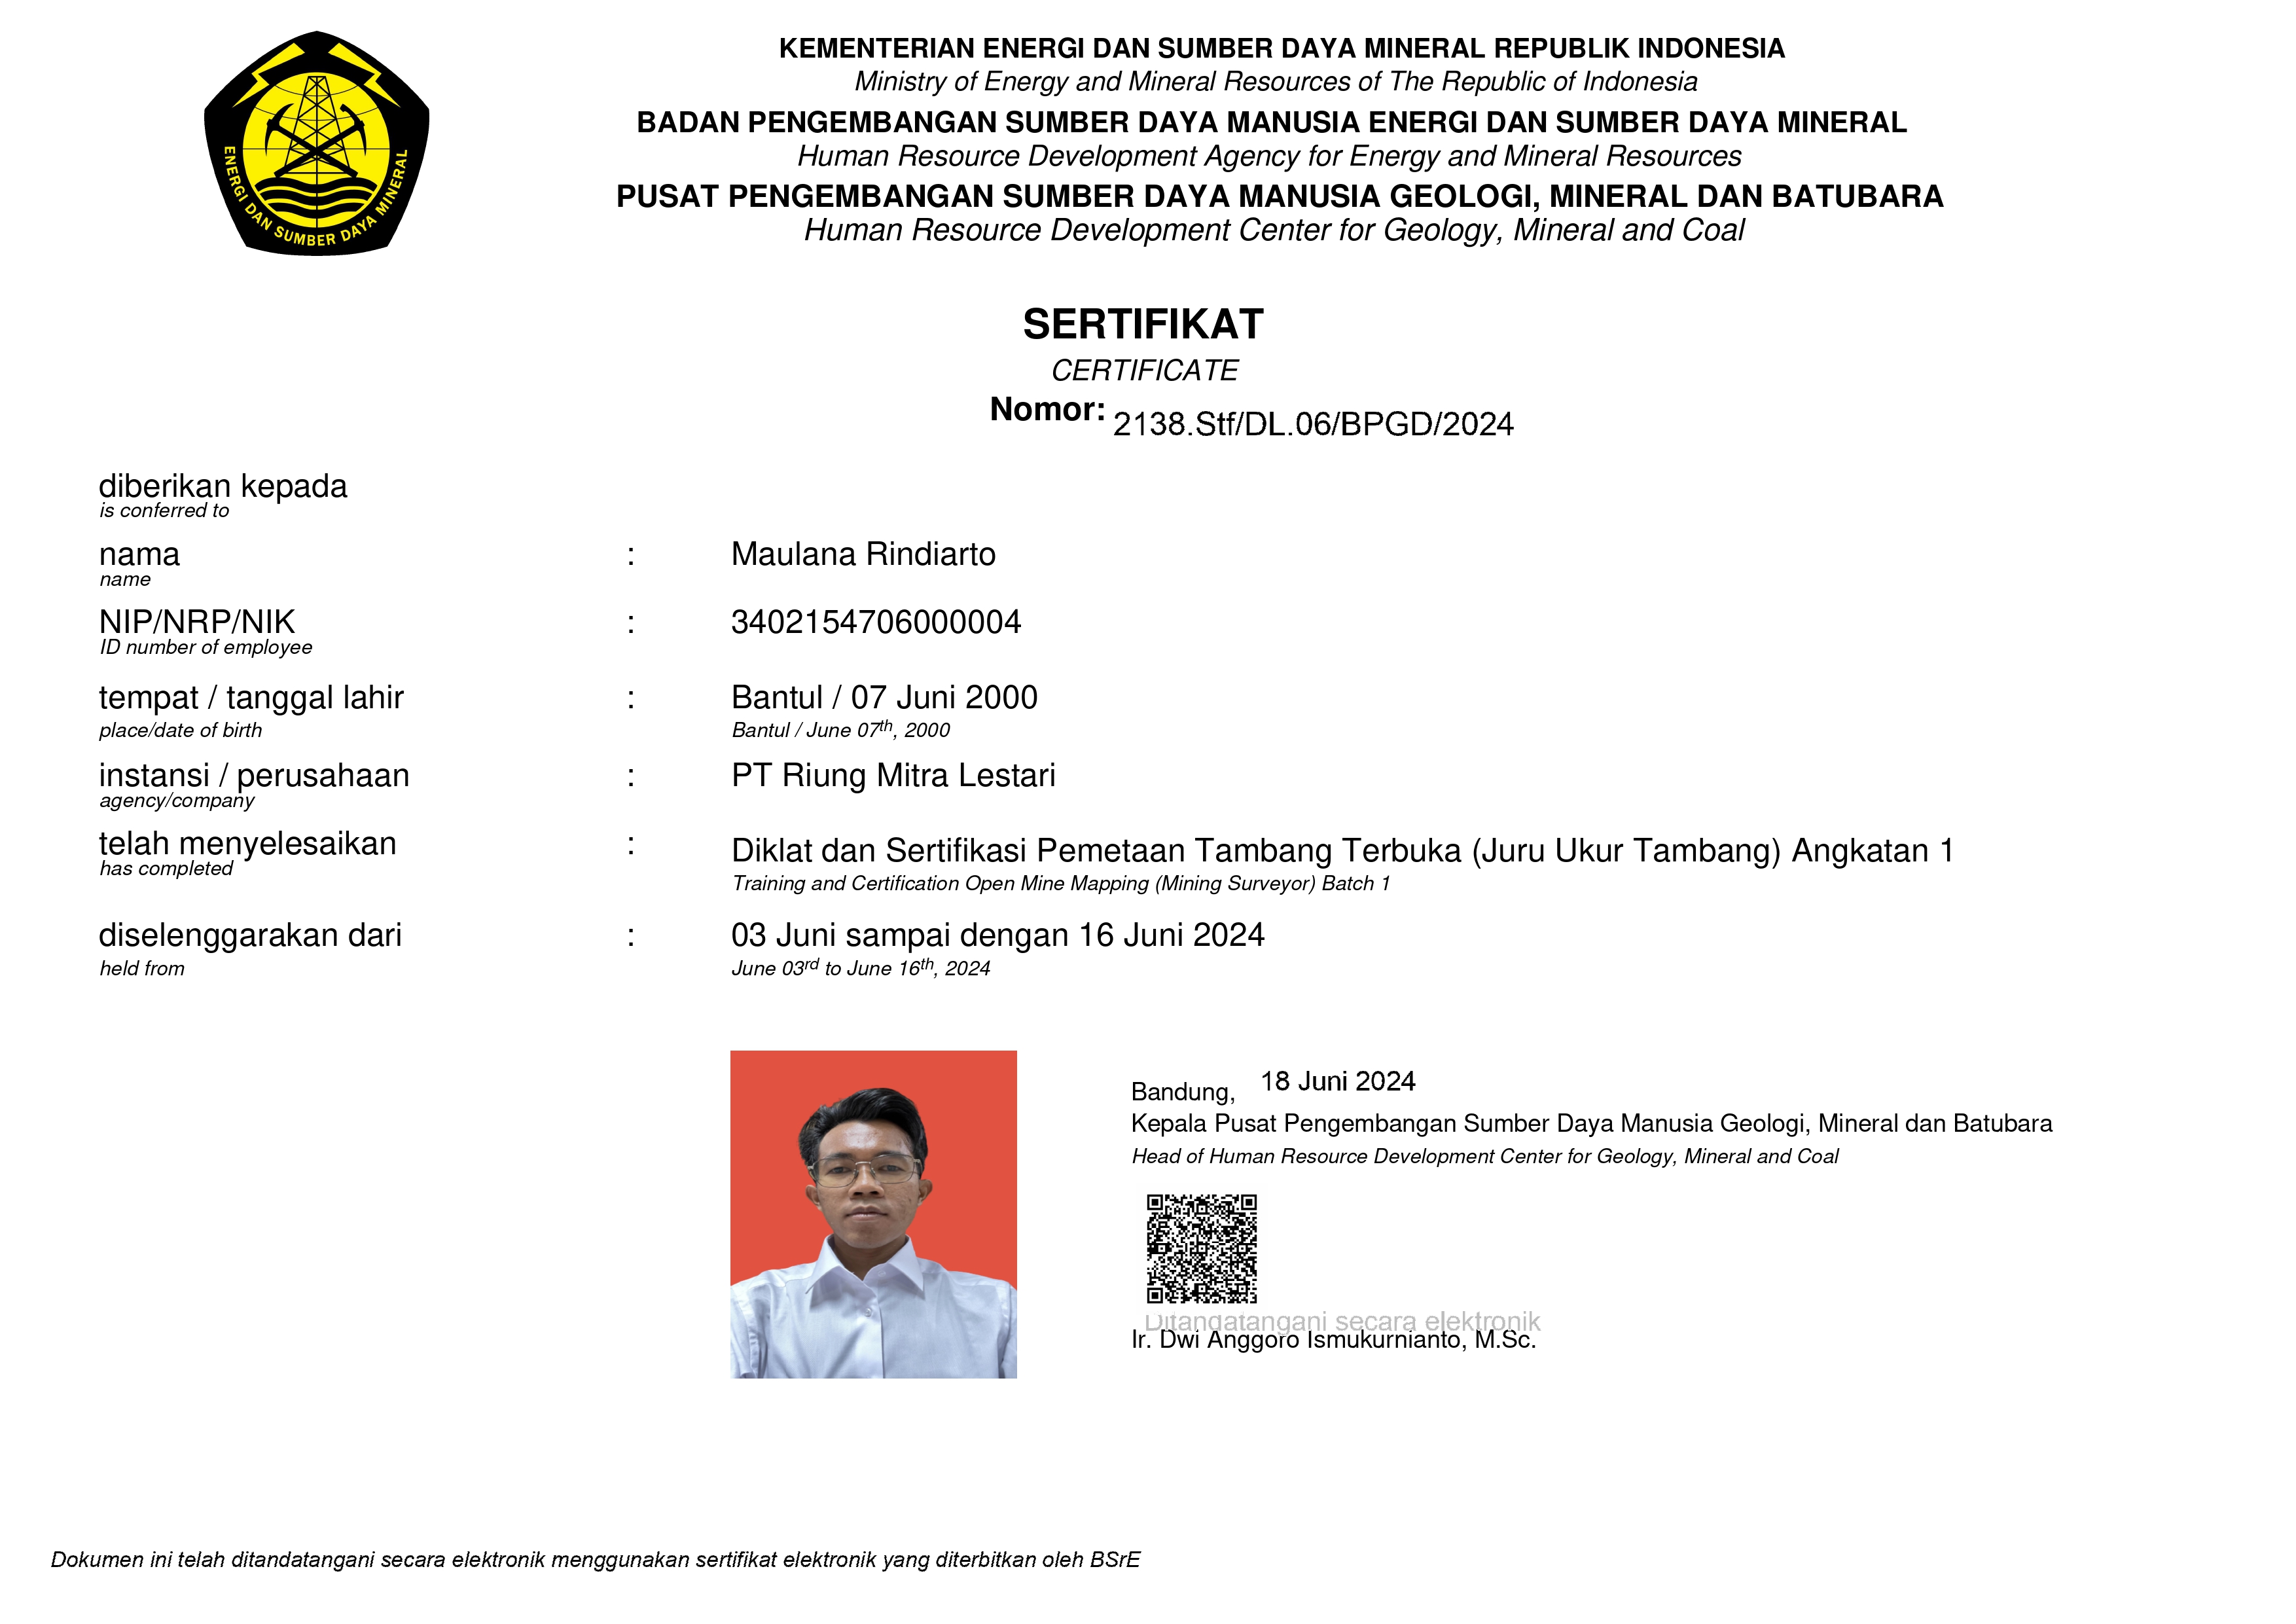 ENERGI DAN SUMBER DAYA MINERAL
KEMENTERIAN ENERGI DAN SUMBER DAYA MINERAL REPUBLIK INDONESIA
Ministry of Energy and Mineral Resources of The Republic of Indonesia
BADAN PENGEMBANGAN SUMBER DAYA MANUSIA ENERGI DAN SUMBER DAYA MINERAL
Human Resource Development Agency for Energy and Mineral Resources
PUSAT PENGEMBANGAN SUMBER DAYA MANUSIA GEOLOGI, MINERAL DAN BATUBARA
Human Resource Development Center for Geology, Mineral and Coal
SERTIFIKAT
CERTIFICATE
Nomor: 2138.Stf/DL.06/BPGD/2024
diberikan kepada
is conferred to
nama : Maulana Rindiarto
name
NIP/NRP/NIK : 3402154706000004
ID number of employee
tempat / tanggal lahir : Bantul / 07 Juni 2000
place/date of birth Bantul / June 07th, 2000
instansi / perusahaan : PT Riung Mitra Lestari
agency/company
telah menyelesaikan : Diklat dan Sertifikasi Pemetaan Tambang Terbuka (Juru Ukur Tambang) Angkatan 1
has completed Training and Certification Open Mine Mapping (Mining Surveyor) Batch 1
diselenggarakan dari : 03 Juni sampai dengan 16 Juni 2024
held from June 03rd to June 16th, 2024
Bandung, 18 Juni 2024
Kepala Pusat Pengembangan Sumber Daya Manusia Geologi, Mineral dan Batubara
Head of Human Resource Development Center for Geology, Mineral and Coal
Ditandatangani secara elektronik
Ir. Dwi Anggoro Ismukurnianto, M.Sc.
Dokumen ini telah ditandatangani secara elektronik menggunakan sertifikat elektronik yang diterbitkan oleh BSrE